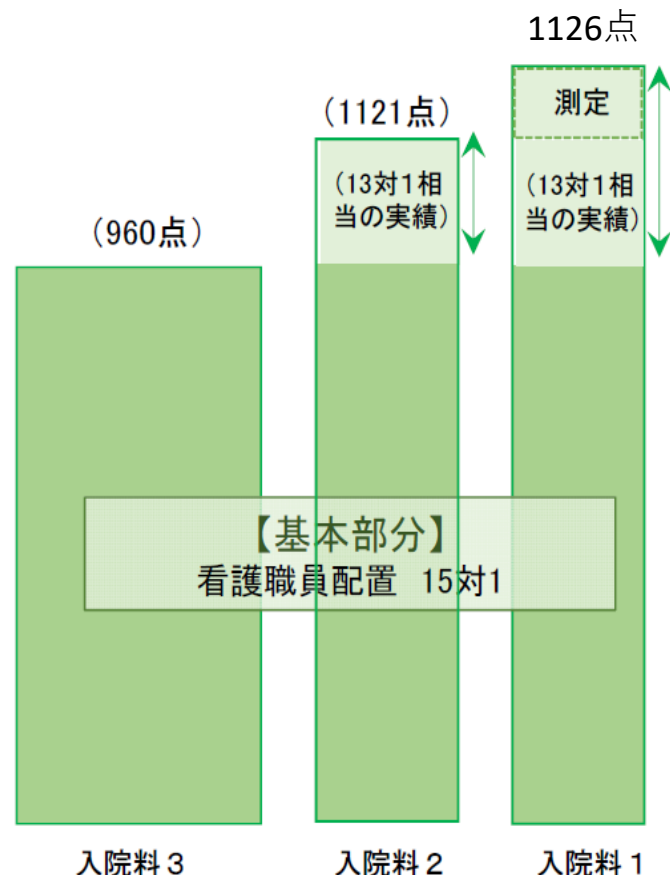 1126点
測定
(1121点)
(13対1相
当の実績)
(13対1相
当の実績)
(960点)
【基本部分】
看護職員配置 15対1
入院料3
入院料2
入院料1